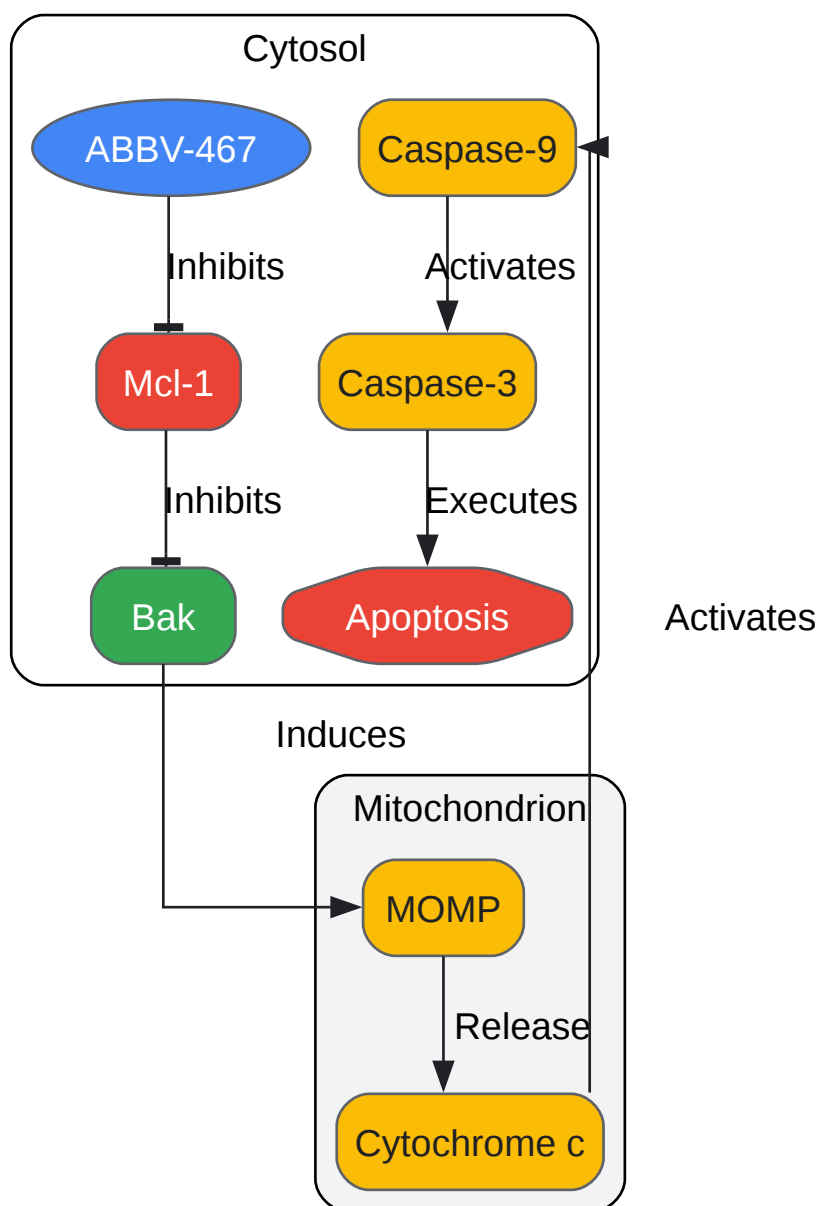 Cytosol
ABBV-467
Caspase-9
Inhibits
Activates
Mcl-1
Caspase-3
Inhibits
Executes
Bak
Apoptosis
Activates
Induces
Mitochondrion
MOMP
Release
Cytochrome c